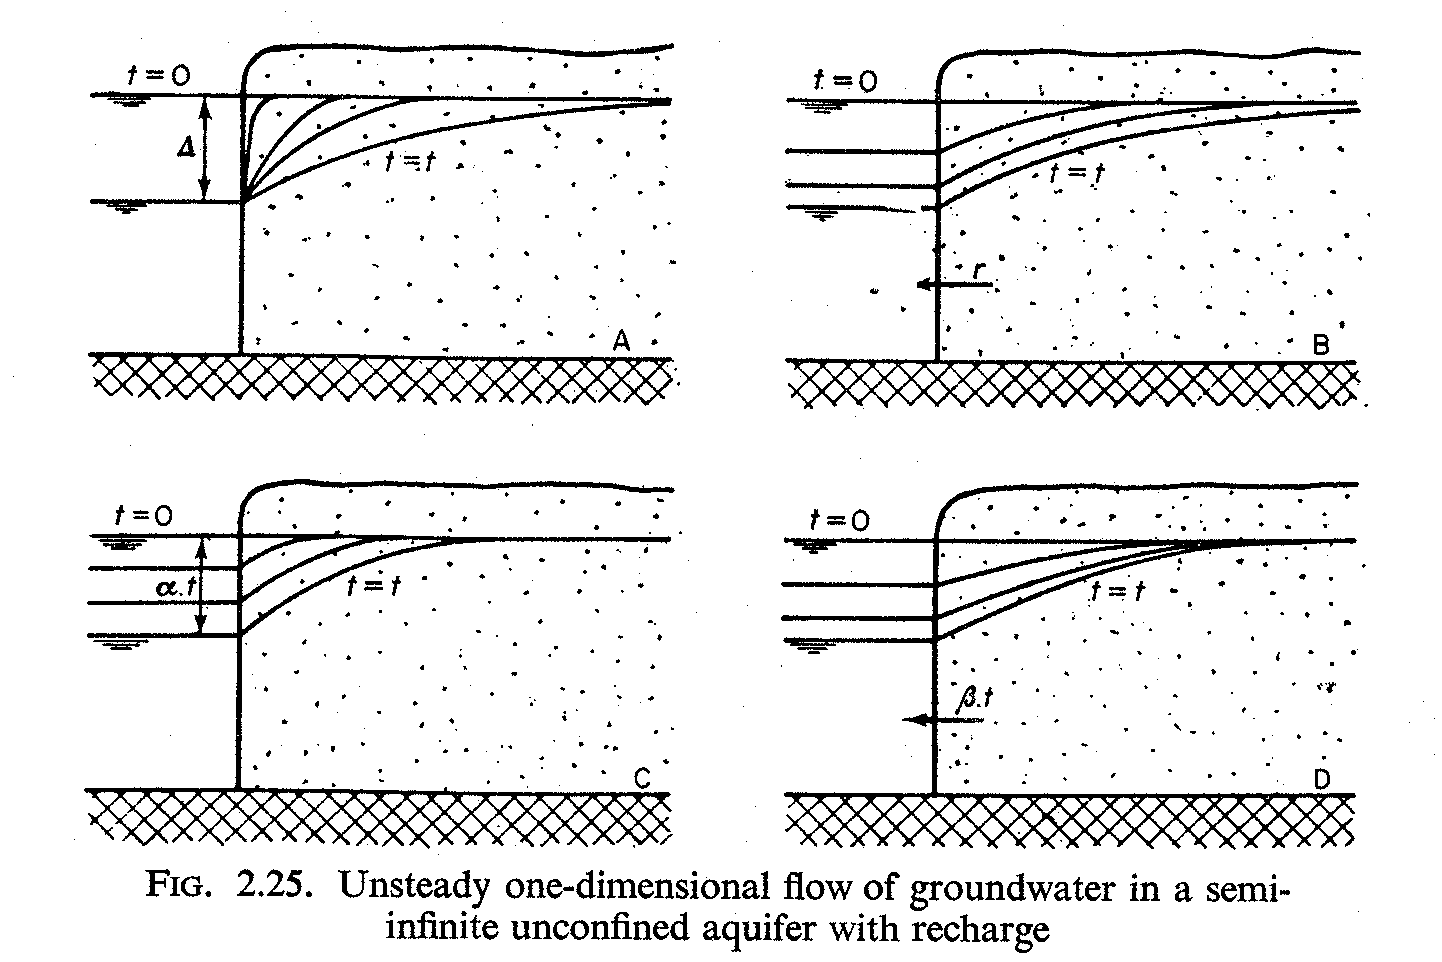 t = 0
Δ
t = t
A
t = 0
t = t
r
B
t = 0
α.t
t = t
C
t = 0
t = t
β.t
D
FIG. 2.25. Unsteady one-dimensional flow of groundwater in a semi-
infinite unconfined aquifer with recharge